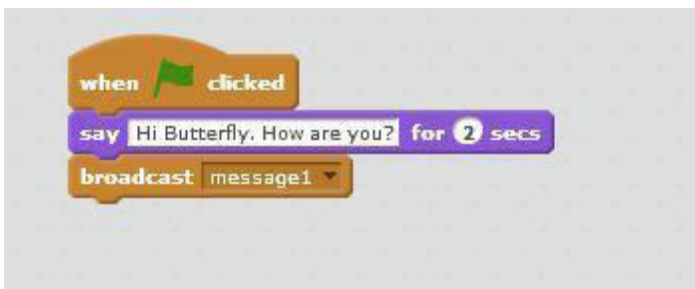 when clicked
say Hi Butterfly. How are you? for 2 secs
broadcast message1